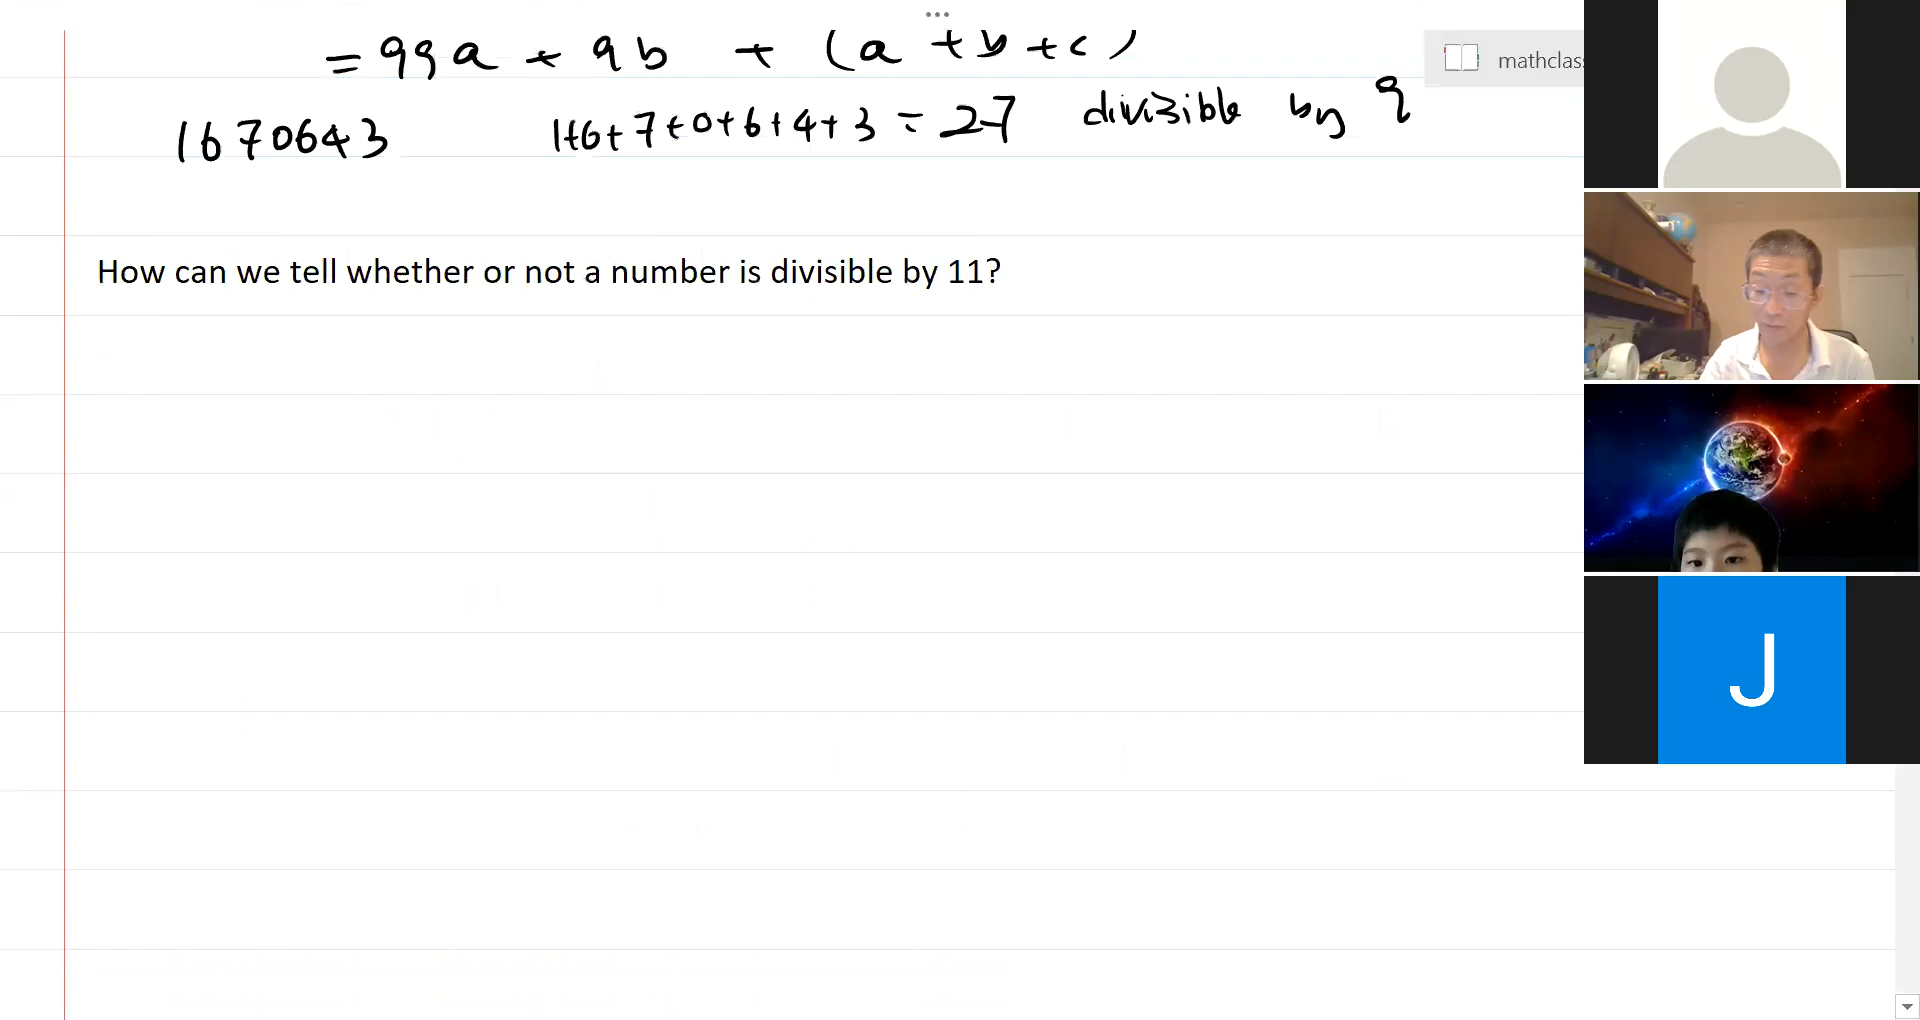 = 99a + 9b + (a + b + c)
mathclass
1670643 1+6+7+0+6+4+3 = 27 divisible by 9
How can we tell whether or not a number is divisible by 11?
J